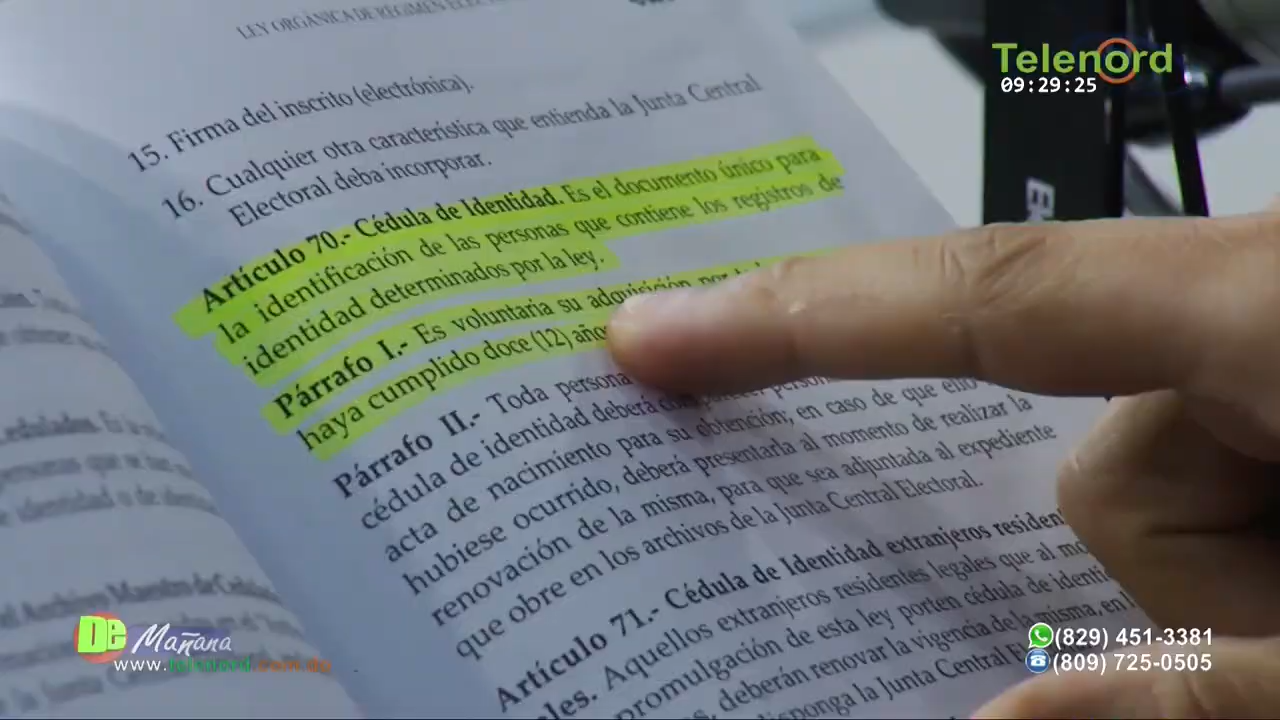 LEY ORGÁNICA DE RÉGIMEN
15. Firma del inscrito (electrónica).
16. Cualquier otra característica que entienda la Junta Central
Electoral deba incorporar.
Artículo 70.- Cédula de Identidad. Es el documento único para
la identificación de las personas que contiene los registros de
identidad determinados por la ley.
Párrafo I.- Es voluntaria su adquisición por
haya cumplido doce (12) años
Párrafo II.- Toda persona
cédula de identidad deberá
acta de nacimiento para su obtención; en caso de que ello
hubiese ocurrido, deberá presentarla al momento de realizar la
renovación de la misma, para que sea adjuntada al expediente
que obre en los archivos de la Junta Central Electoral.
Artículo 71.- Cédula de Identidad extranjeros residen
les. Aquellos extranjeros residentes legales que al mo
promulgación de esta ley porten cédula de identi
deberán renovar la vigencia de la misma, en
disponga la Junta Central E
Telenord
09:29:25
De Mañana
www.telenord.com.do
(829) 451-3381
(809) 725-0505